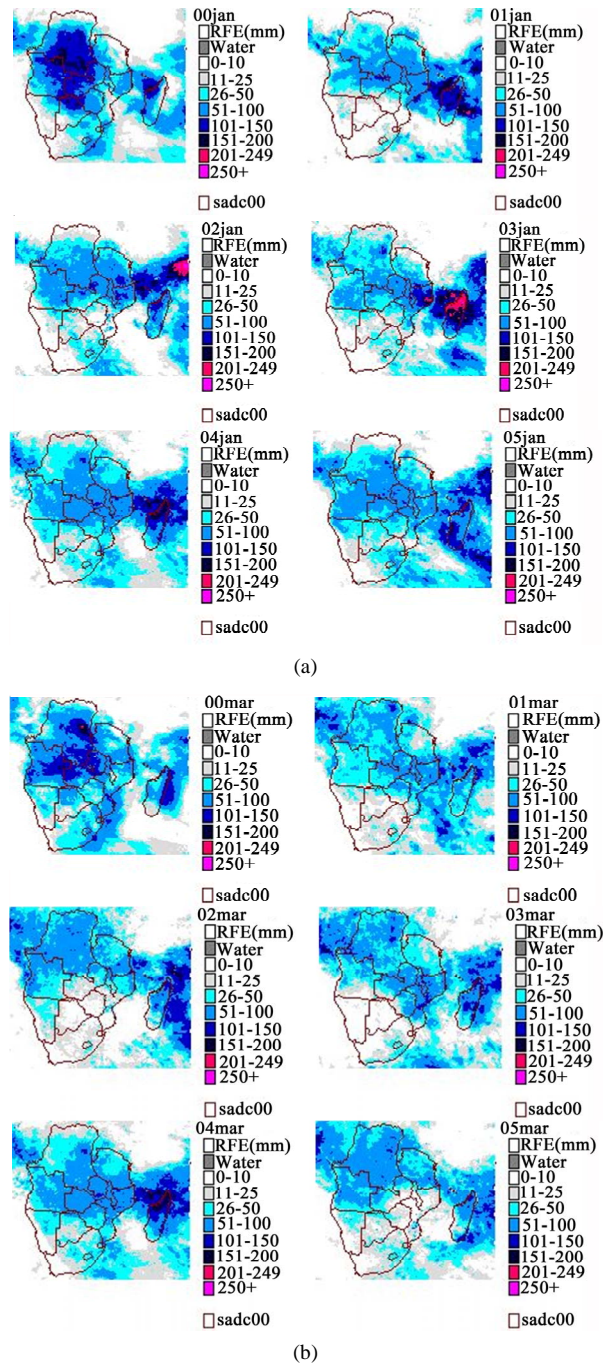 00jan
RFE(mm)
Water
0-10
11-25
26-50
51-100
101-150
151-200
201-249
250+
sadc00
01jan
RFE(mm)
Water
0-10
11-25
26-50
51-100
101-150
151-200
201-249
250+
sadc00
02jan
RFE(mm)
Water
0-10
11-25
26-50
51-100
101-150
151-200
201-249
250+
sadc00
03jan
RFE(mm)
Water
0-10
11-25
26-50
51-100
101-150
151-200
201-249
250+
sadc00
04jan
RFE(mm)
Water
0-10
11-25
26-50
51-100
101-150
151-200
201-249
250+
sadc00
05jan
RFE(mm)
Water
0-10
11-25
26-50
51-100
101-150
151-200
201-249
250+
sadc00
(a)
00mar
RFE(mm)
Water
0-10
11-25
26-50
51-100
101-150
151-200
201-249
250+
sadc00
01mar
RFE(mm)
Water
0-10
11-25
26-50
51-100
101-150
151-200
201-249
250+
sadc00
02mar
RFE(mm)
Water
0-10
11-25
26-50
51-100
101-150
151-200
201-249
250+
sadc00
03mar
RFE(mm)
Water
0-10
11-25
26-50
51-100
101-150
151-200
201-249
250+
sadc00
04mar
RFE(mm)
Water
0-10
11-25
26-50
51-100
101-150
151-200
201-249
250+
sadc00
05mar
RFE(mm)
Water
0-10
11-25
26-50
51-100
101-150
151-200
201-249
250+
sadc00
(b)